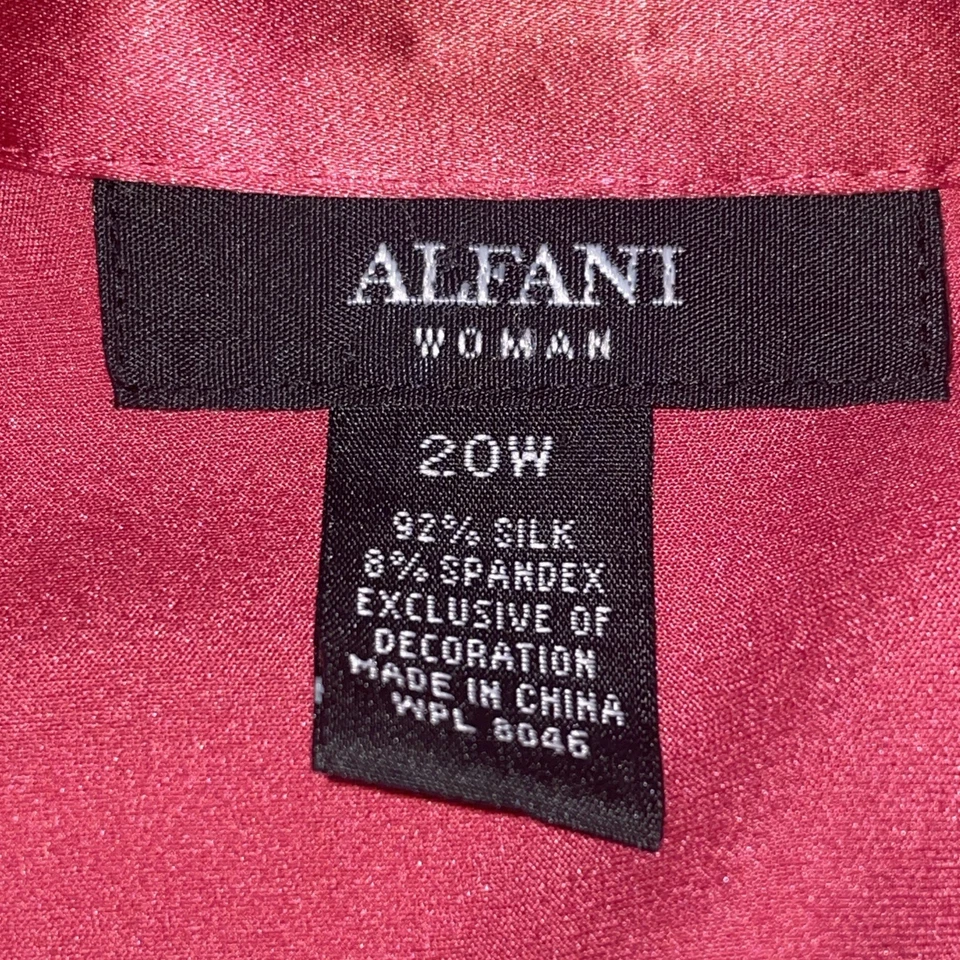 ALFANI
WOMAN
20W
92% SILK
8% SPANDEX
EXCLUSIVE OF
DECORATION
MADE IN CHINA
WPL 8046